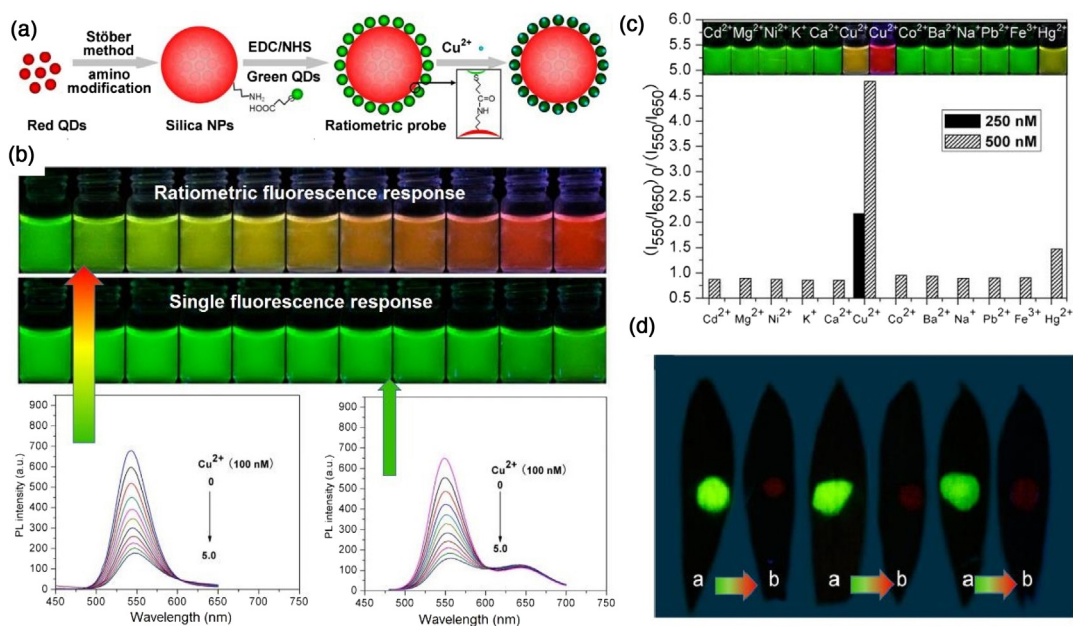 (a)
Stöber
method
amino
modification
Red QDs
Silica NPs
EDC/NHS
Green QDs
NH₂
HOOC
S
Ratiometric probe
Cu²⁺
S
C=O
NH
(b)
Ratiometric fluorescence response
Single fluorescence response
PL intensity (a.u.)
900
800
700
600
500
400
300
200
100
0
450 500 550 600 650 700
Wavelength (nm)
Cu²⁺ (100 nM)
0
5.0
PL intensity (a.u.)
900
800
700
600
500
400
300
200
100
0
450 500 550 600 650 700 750
Wavelength (nm)
Cu²⁺ (100 nM)
0
5.0
(c)
Cd²⁺ Mg²⁺ Ni²⁺ K⁺ Ca²⁺ Cu²⁺ Cu²⁺ Co²⁺ Ba²⁺ Na⁺ Pb²⁺ Fe³⁺ Hg²⁺
(I550/I650)0/(I550/I650)
6.0
5.5
5.0
4.5
4.0
3.5
3.0
2.5
2.0
1.5
1.0
0.5
250 nM
500 nM
Cd²⁺ Mg²⁺ Ni²⁺ K⁺ Ca²⁺ Cu²⁺ Co²⁺ Ba²⁺ Na⁺ Pb²⁺ Fe³⁺ Hg²⁺
(d)
a b a b a b